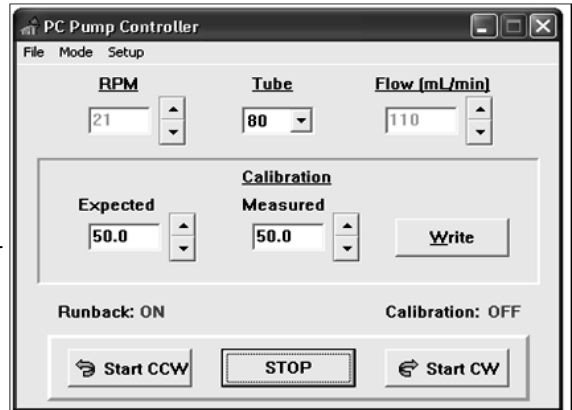 PC Pump Controller
File Mode Setup
RPM Tube Flow (mL/min)
21 80 110
Calibration
Expected Measured
50.0 50.0 Write
Runback: ON Calibration: OFF
Start CCW STOP Start CW